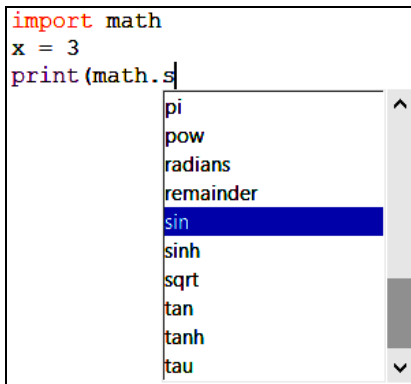 import math
x = 3
print(math.s
pi
pow
radians
remainder
sin
sinh
sqrt
tan
tanh
tau